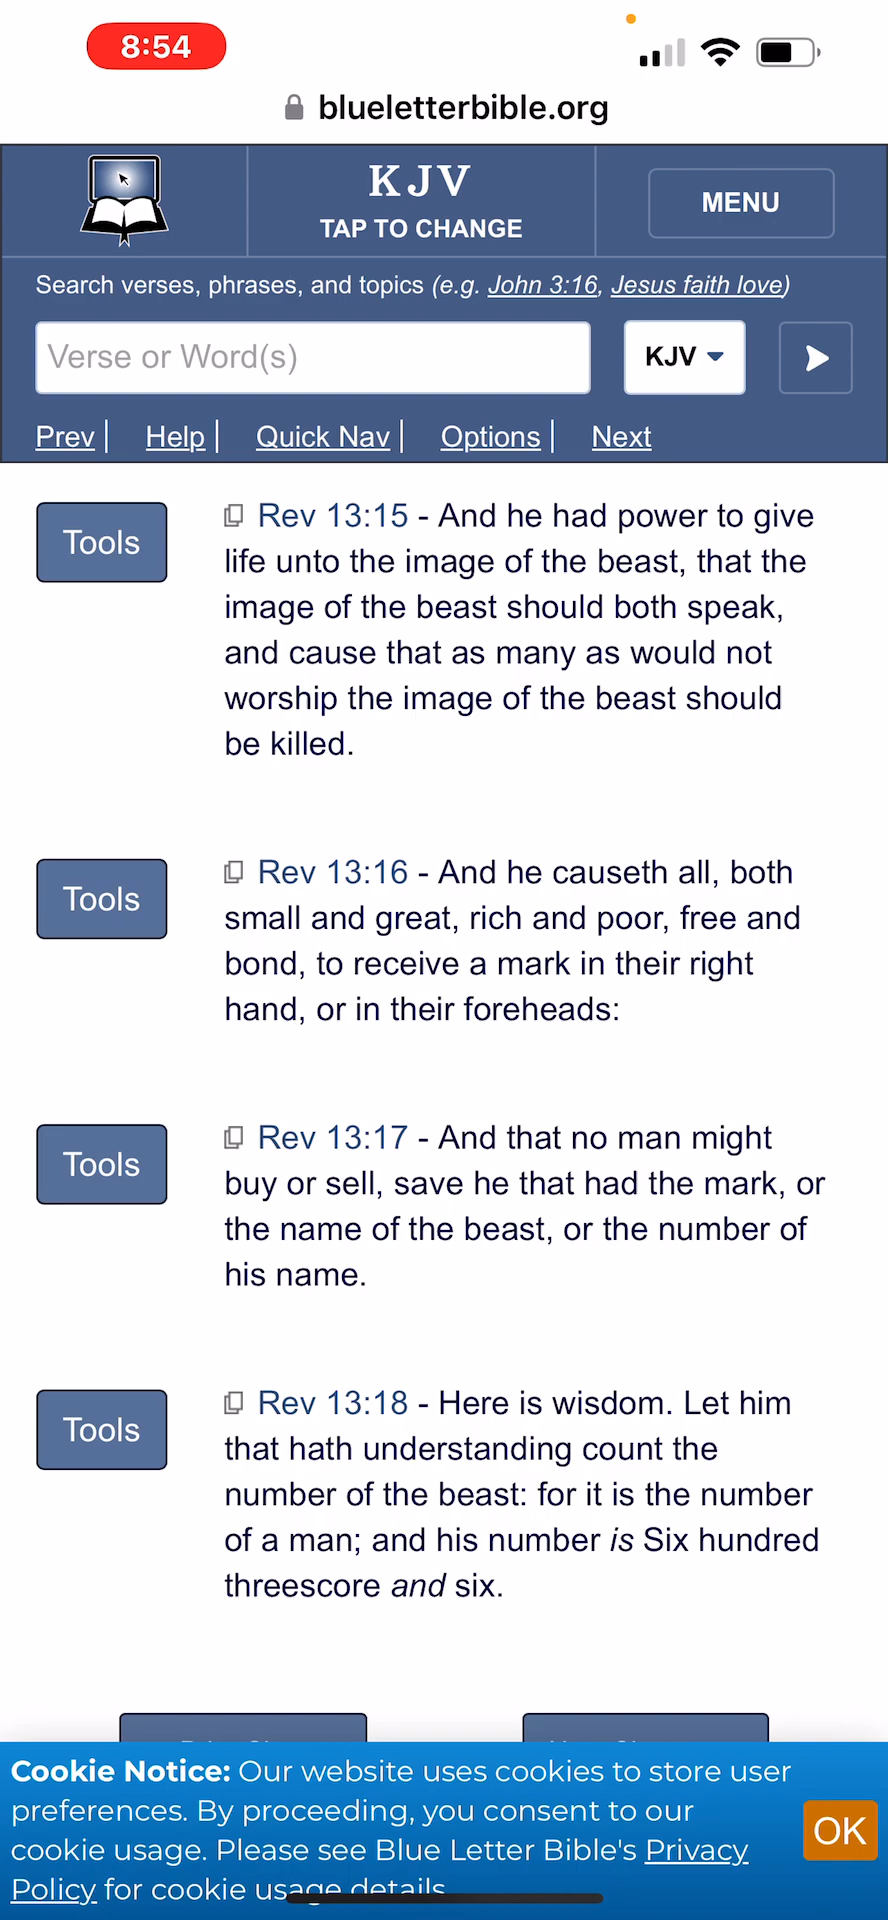 8:54
blueletterbible.org
KJV
TAP TO CHANGE
MENU
Search verses, phrases, and topics (e.g. John 3:16, Jesus faith love)
Verse or Word(s)
KJV
Prev | Help | Quick Nav | Options | Next
Tools
Rev 13:15 - And he had power to give
life unto the image of the beast, that the
image of the beast should both speak,
and cause that as many as would not
worship the image of the beast should
be killed.
Tools
Rev 13:16 - And he causeth all, both
small and great, rich and poor, free and
bond, to receive a mark in their right
hand, or in their foreheads:
Tools
Rev 13:17 - And that no man might
buy or sell, save he that had the mark, or
the name of the beast, or the number of
his name.
Tools
Rev 13:18 - Here is wisdom. Let him
that hath understanding count the
number of the beast: for it is the number
of a man; and his number is Six hundred
threescore and six.
Cookie Notice: Our website uses cookies to store user
preferences. By proceeding, you consent to our
cookie usage. Please see Blue Letter Bible's Privacy
Policy for cookie usage details
OK